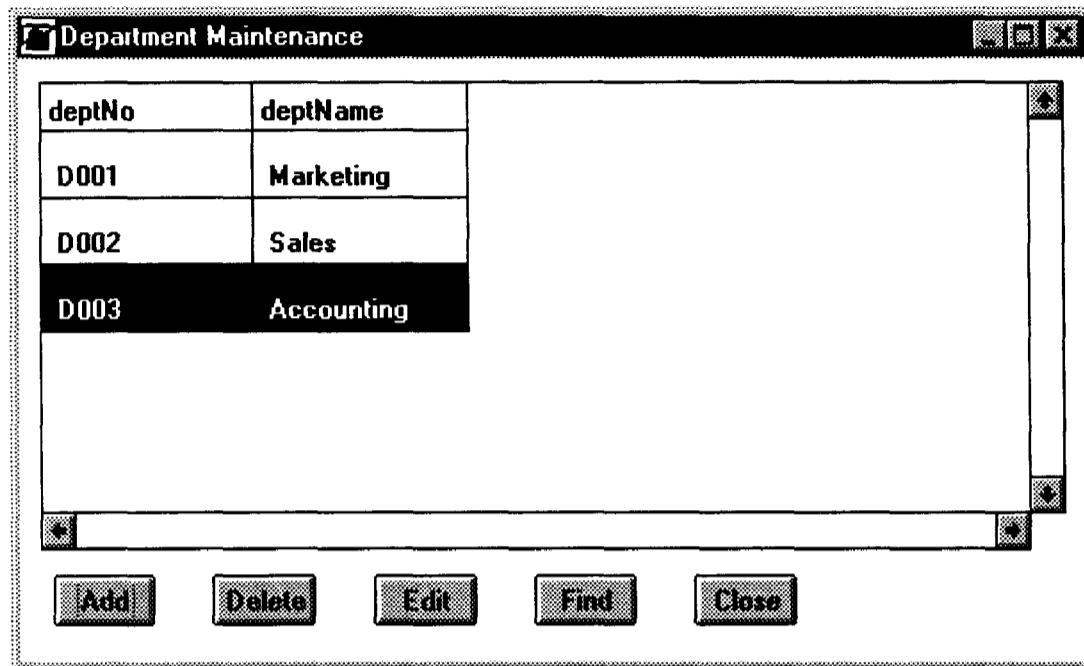 Department Maintenance
deptNo deptName
D001 Marketing
D002 Sales
D003 Accounting
Add Delete Edit Find Close